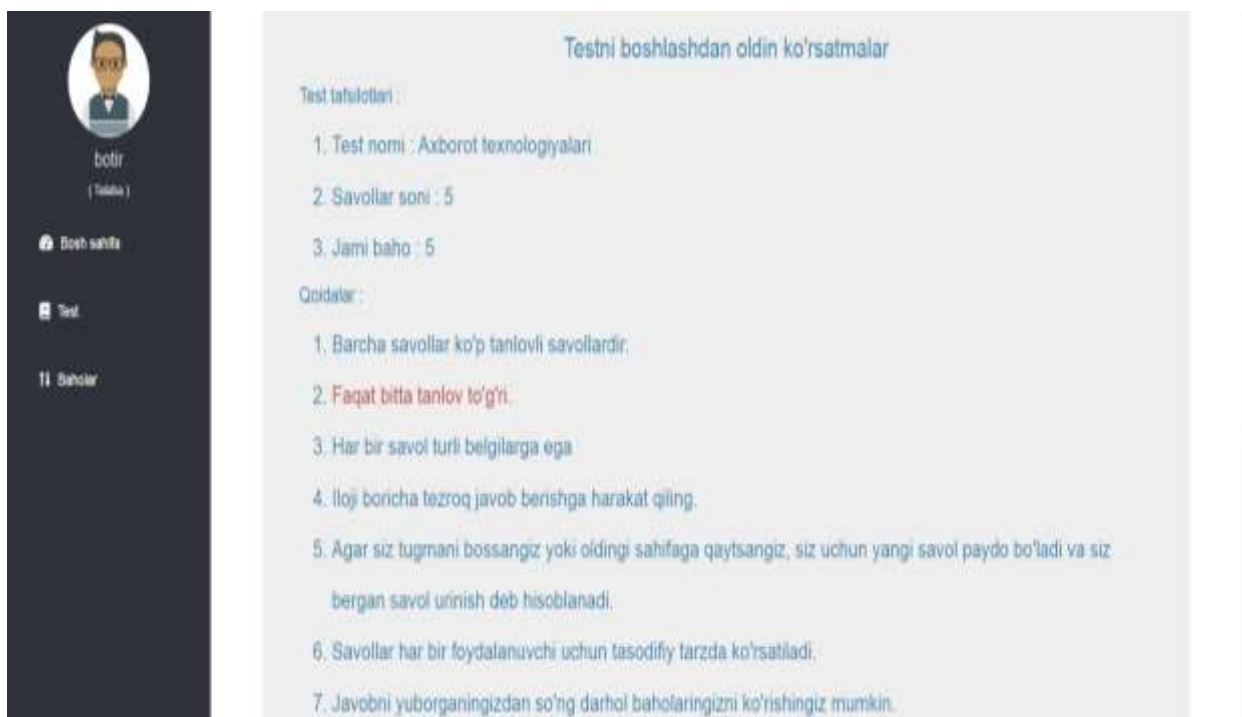 botir
( Talaba )
Bosh sahifa
Test
Baholar
Testni boshlashdan oldin ko'rsatmalar
Test tafsilotlari :
1. Test nomi : Axborot texnologiyalari
2. Savollar soni : 5
3. Jami baho : 5
Qoidalar :
1. Barcha savollar ko'p tanlovli savollardir.
2. Faqat bitta tanlov to'g'ri.
3. Har bir savol turli belgilarga ega
4. Iloji boricha tezroq javob berishga harakat qiling.
5. Agar siz tugmani bossangiz yoki oldingi sahifaga qaytsangiz, siz uchun yangi savol paydo bo'ladi va siz
bergan savol urinish deb hisoblanadi.
6. Savollar har bir foydalanuvchi uchun tasodifiy tarzda ko'rsatiladi.
7. Javobni yuborganingizdan so'ng darhol baholaringizni ko'rishingiz mumkin.